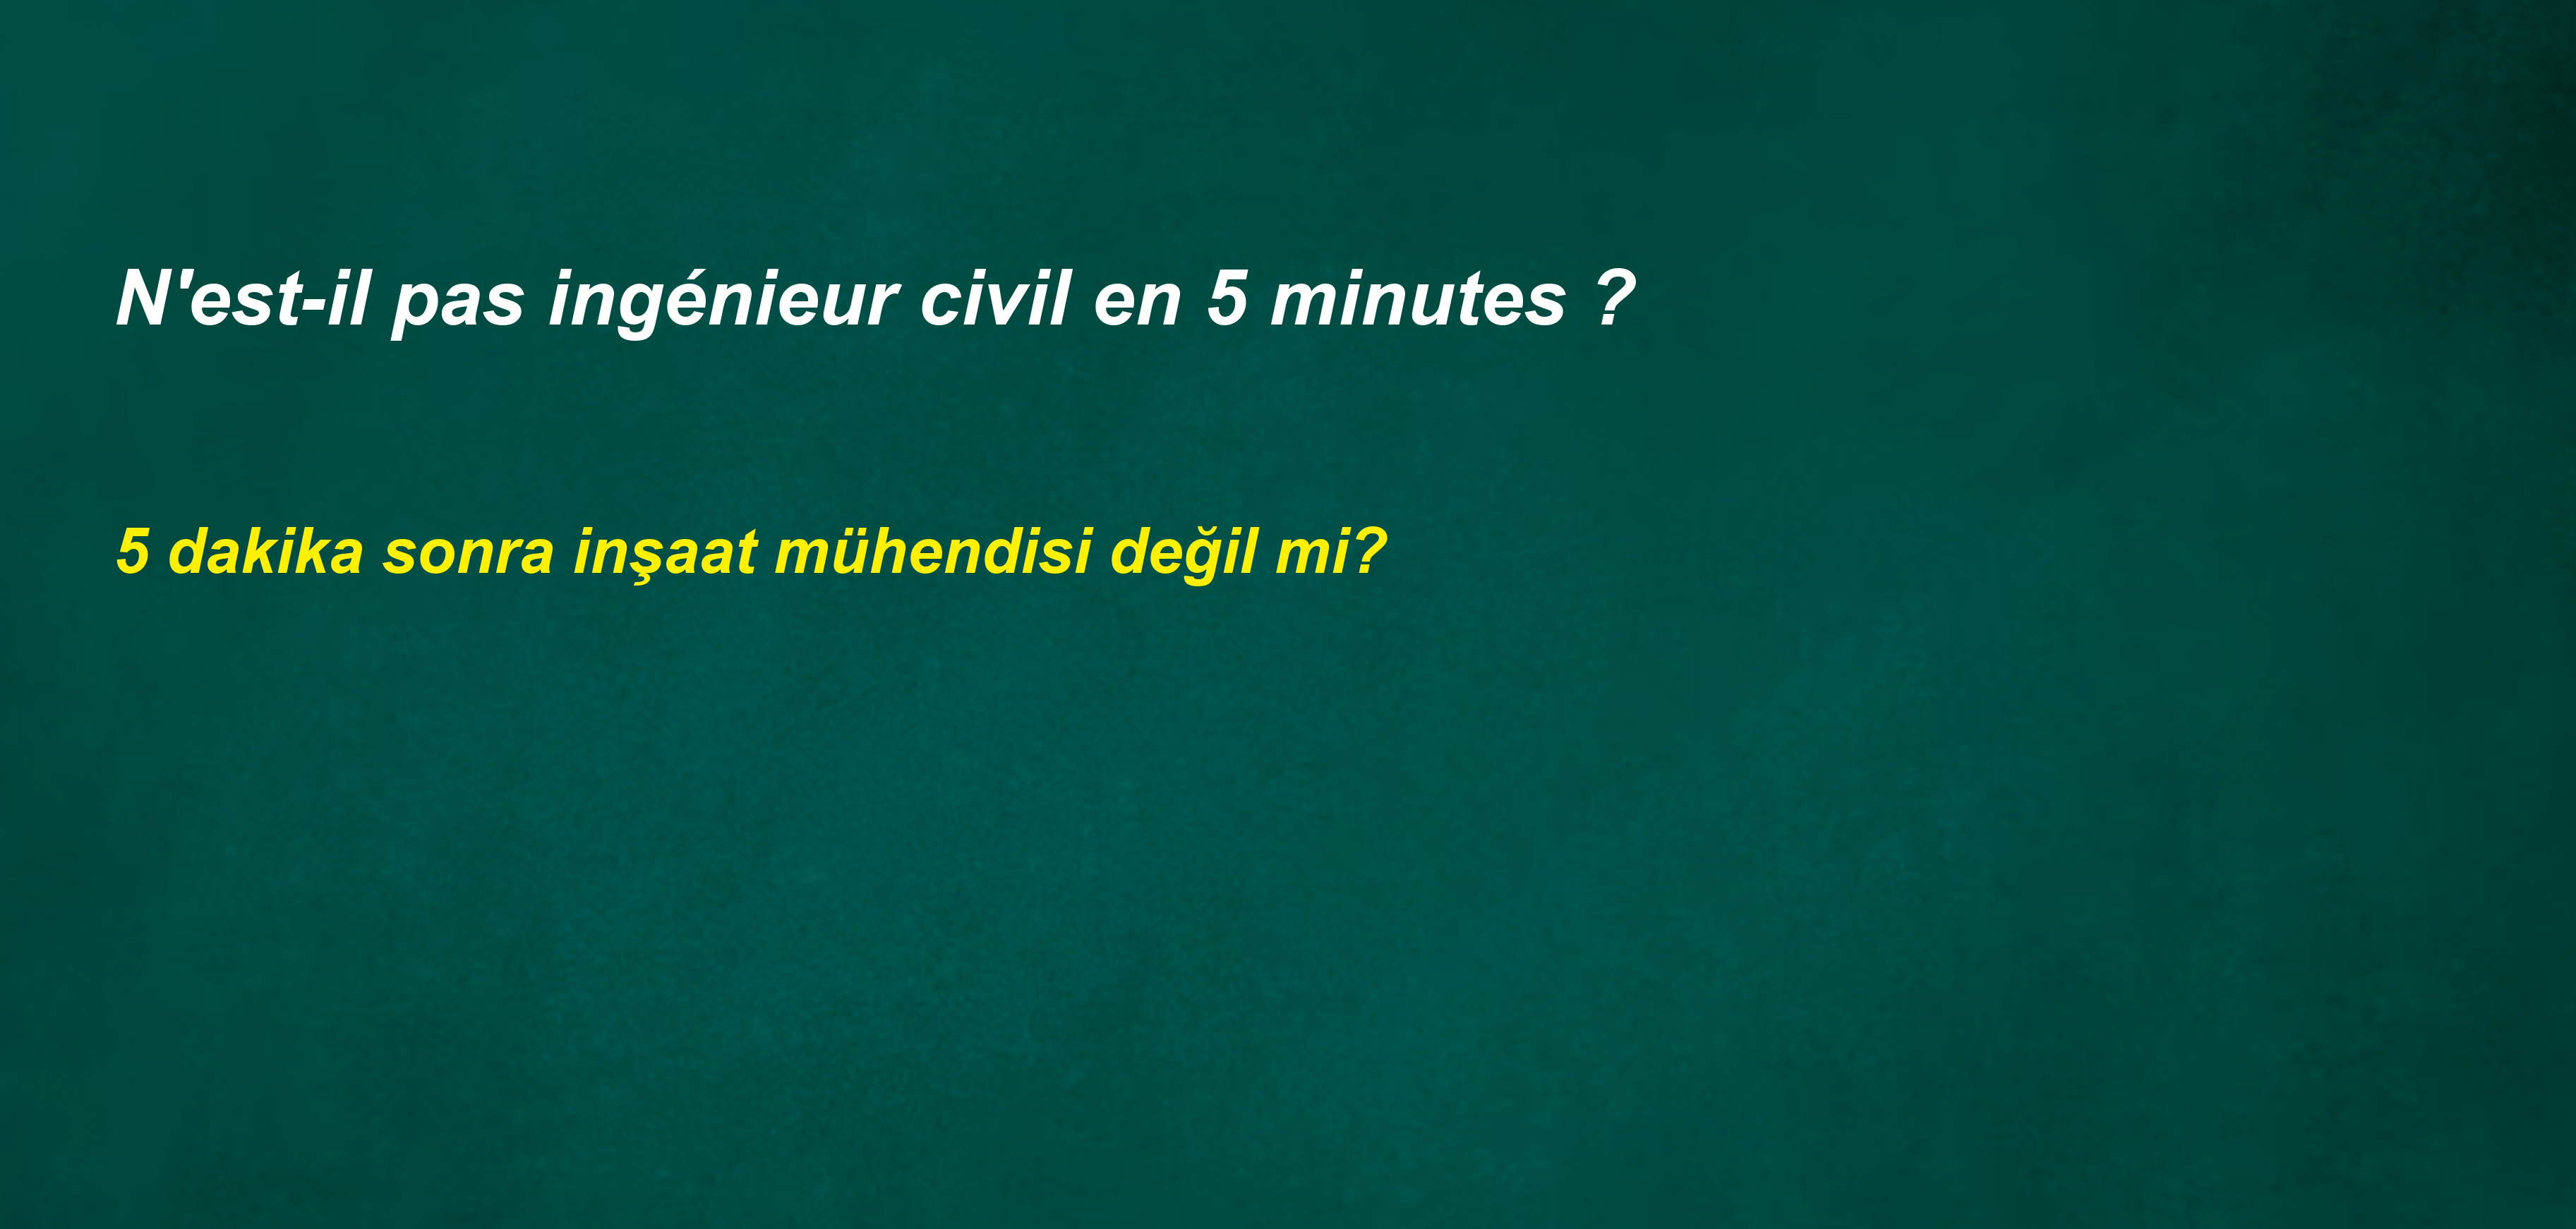 N'est-il pas ingénieur civil en 5 minutes ?
5 dakika sonra inşaat mühendisi değil mi?